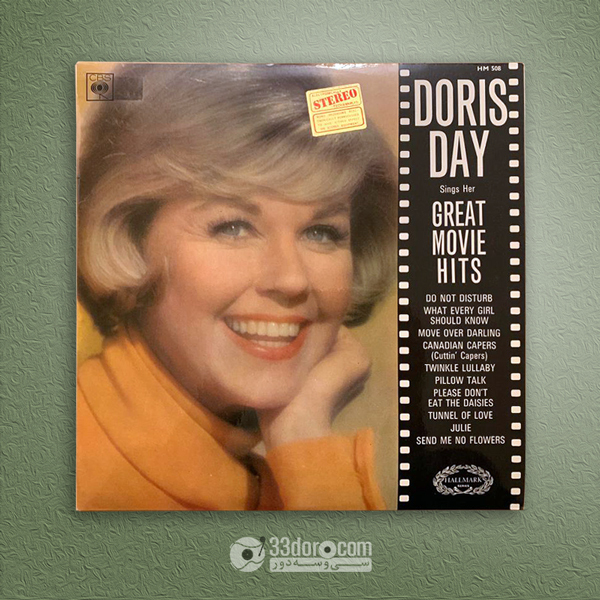 CBS
STEREO
HM 508
DORIS
DAY
Sings Her
GREAT
MOVIE
HITS
DO NOT DISTURB
WHAT EVERY GIRL
SHOULD KNOW
MOVE OVER DARLING
CANADIAN CAPERS
(Cuttin' Capers)
TWINKLE LULLABY
PILLOW TALK
PLEASE DON'T
EAT THE DAISIES
TUNNEL OF LOVE
JULIE
SEND ME NO FLOWERS
HALLMARK
SERIES
33doro.com
سی و سه دور